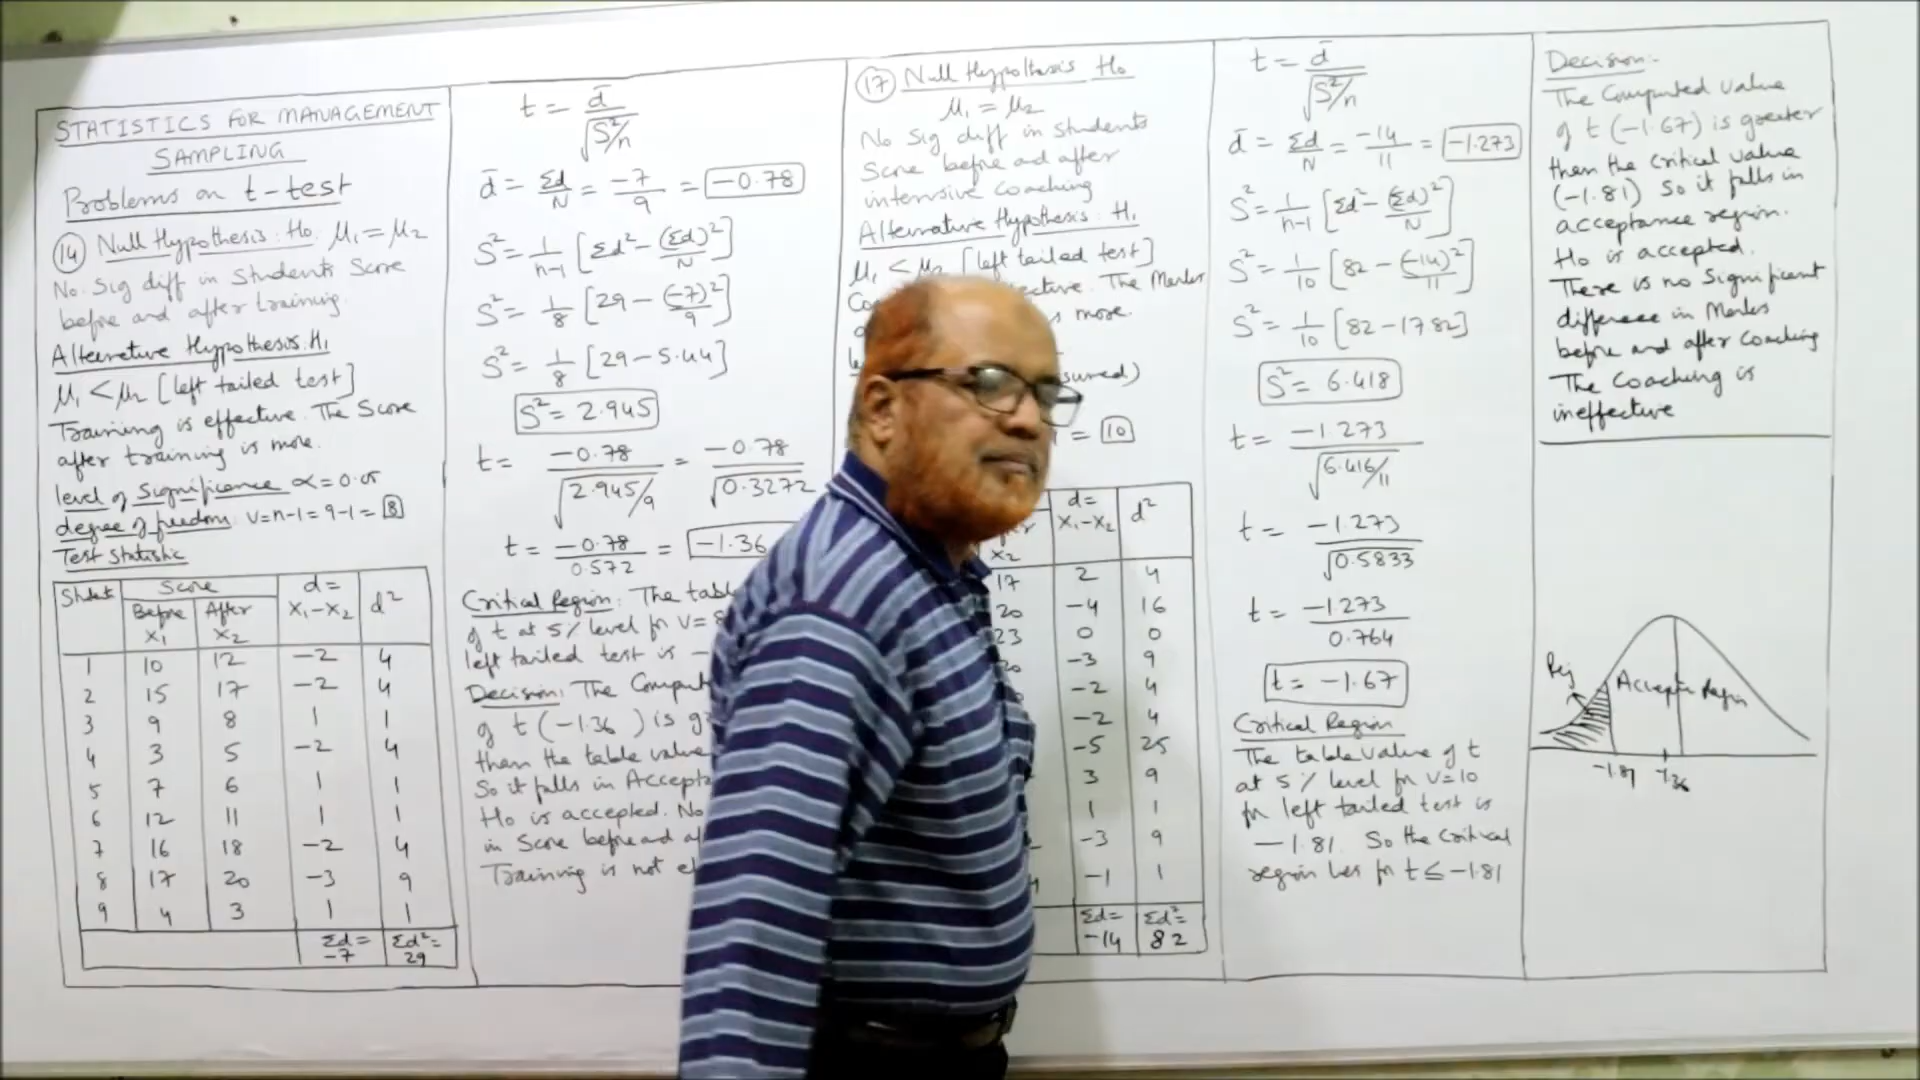 STATISTICS FOR MANAGEMENT
SAMPLING
Problems on t-test
(14) Null Hypothesis: Ho: μ1 = μ2
No. Sig diff in Students Score
before and after training.
Alternative Hypothesis: H1
μ1 < μ2 [left tailed test]
Training is effective. The Score
after training is more.
level of Significance α = 0.05
degree of freedom: v=n-1=9-1= 8
Test Statistic
Student Score d= d²
Before After X1-X2
X1 X2
1 10 12 -2 4
2 15 17 -2 4
3 9 8 1 1
4 3 5 -2 4
5 7 6 1 1
6 12 11 1 1
7 16 18 -2 4
8 17 20 -3 9
9 4 3 1 1
Σd= Σd²=
-7 29
t = d̄ / √S²/n
d̄ = Σd/N = -7/9 = -0.78
S² = 1/n-1 [Σd² - (Σd)²/N]
S² = 1/8 [29 - (-7)²/9]
S² = 1/8 [29 - 5.44]
S² = 2.945
t = -0.78/√2.945/9 = -0.78/√0.3272
t = -0.78/0.572 = -1.36
Critical Region: The
of t at 5% level for v=8
left tailed test is
Decision: The
of t (-1.36) is
than the table value
So it falls in
Ho is accepted. No
in Score before and
Training is not
(17) Null Hypolthesis Ho
μ1 = μ2
No Sig diff in students
Score before and after
intensive coaching
Alternative Hypothesis: H1
μ1 < μ2 [left tailed test]
The Marks
more.
= 10
d= d²
X1-X2
X2
17 2 4
20 -4 16
23 0 0
20 -3 9
-2 4
-2 4
-5 25
3 9
1 1
-3 9
-1 1
Σd= Σd²=
-14 82
t = d̄ / √S²/n
d̄ = Σd/N = -14/11 = -1.273
S² = 1/n-1 [Σd² - (Σd)²/N]
S² = 1/10 [82 - (-14)²/11]
S² = 1/10 [82 - 17.82]
S² = 6.418
t = -1.273/√6.416/11
t = -1.273/√0.5833
t = -1.273/0.764
t = -1.67
Critical Region
The table value of t
at 5% level for v=10
for left tailed test is
-1.81. So the critical
region lies for t ≤ -1.81
Decision:-
The Computed value
of t (-1.67) is greater
than the critical value
(-1.81) So it falls in
acceptance region.
Ho is accepted.
There is no Significant
difference in Marks
before and after coaching
The Coaching is
ineffective
Rej
-1.81 -1.36